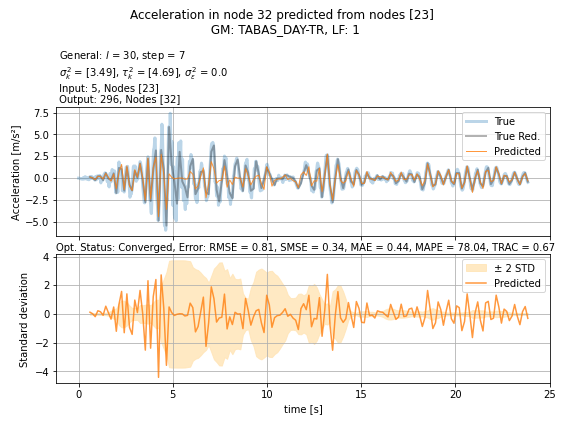 Acceleration in node 32 predicted from nodes [23]
GM: TABAS_DAY-TR, LF: 1
General: l = 30, step = 7
σ²ₖ = [3.49], τ²ₖ = [4.69], σ²ε = 0.0
Input: 5, Nodes [23]
Output: 296, Nodes [32]
7.5
5.0
2.5
0.0
−2.5
−5.0
Acceleration [m/s²]
True
True Red.
Predicted
Opt. Status: Converged, Error: RMSE = 0.81, SMSE = 0.34, MAE = 0.44, MAPE = 78.04, TRAC = 0.67
4
2
0
−2
−4
Standard deviation
± 2 STD
Predicted
0 5 10 15 20 25
time [s]